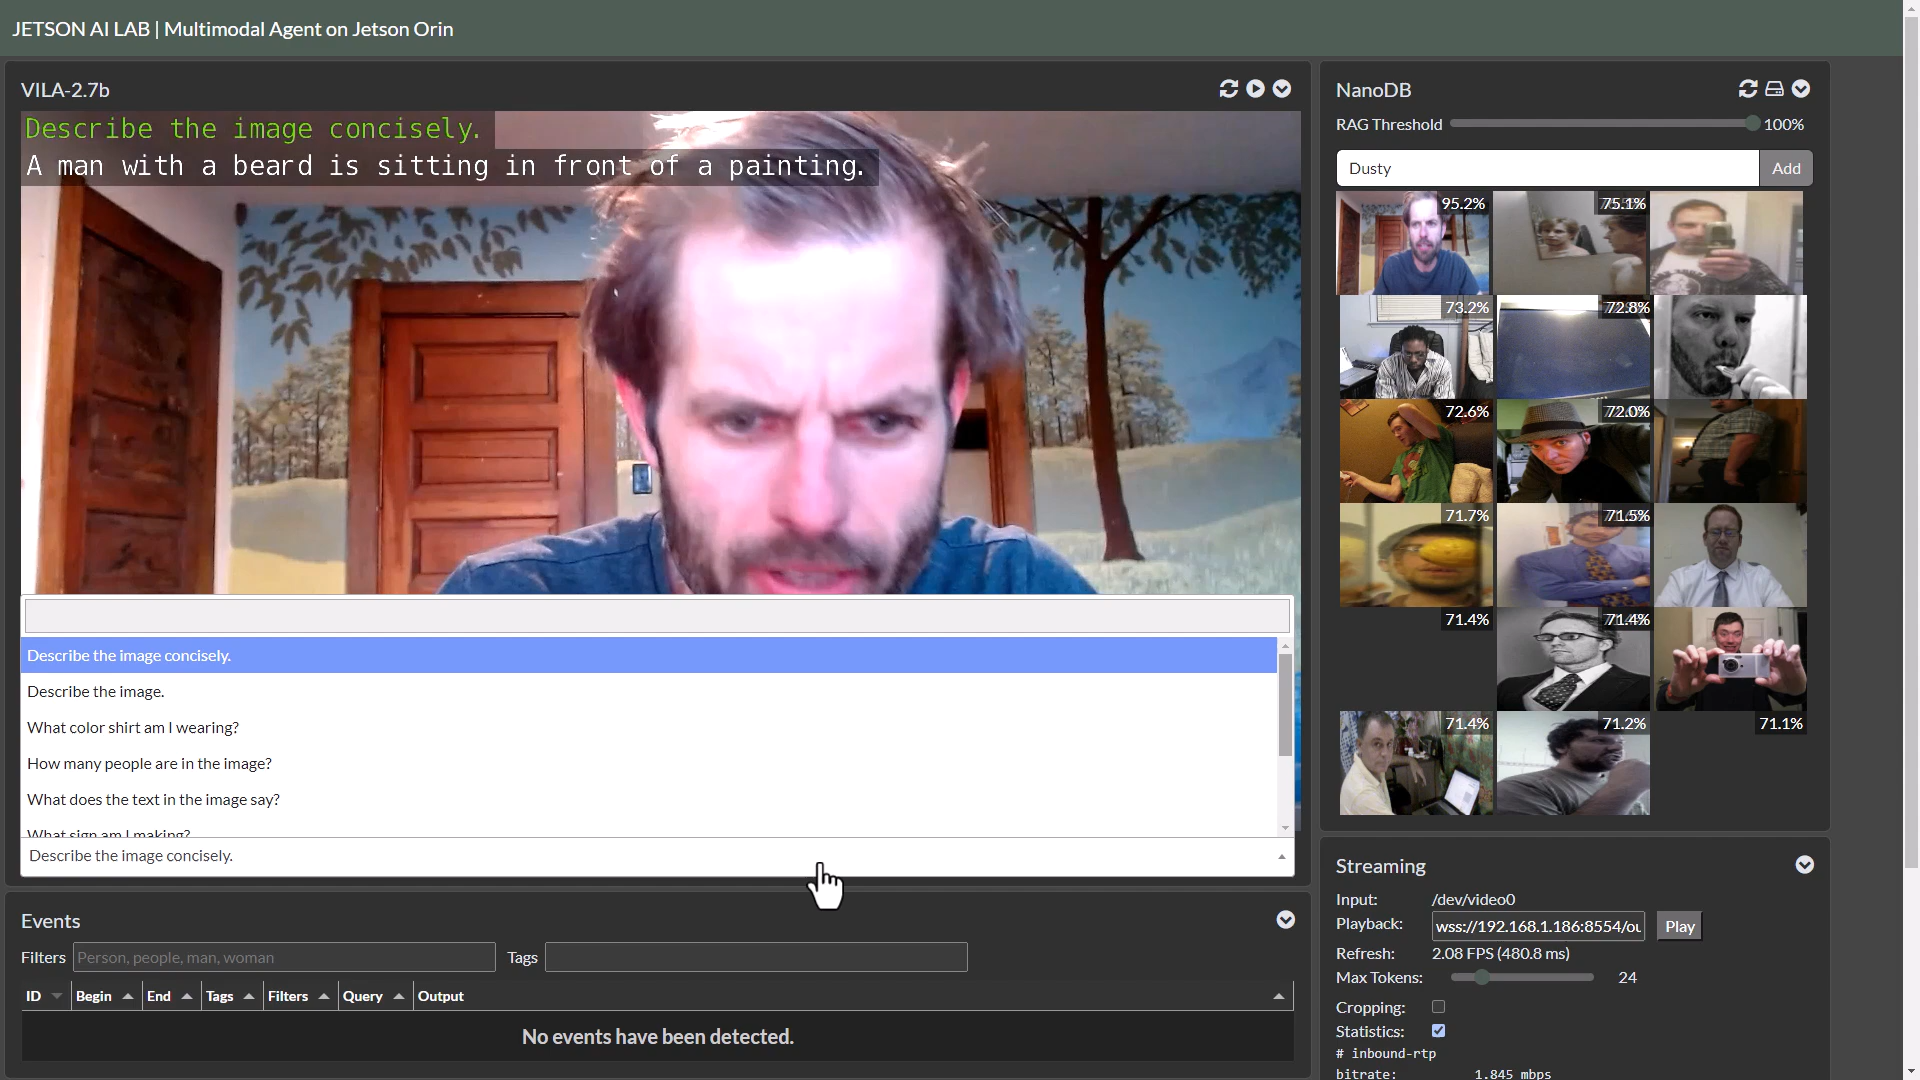 JETSON AI LAB | Multimodal Agent on Jetson Orin
VILA-2.7b
Describe the image concisely.
A man with a beard is sitting in front of a painting.
Describe the image concisely.
Describe the image.
What color shirt am I wearing?
How many people are in the image?
What does the text in the image say?
What sign am I making?
Describe the image concisely.
Events
Filters Person, people, man, woman Tags
ID Begin End Tags Filters Query Output
No events have been detected.
NanoDB
RAG Threshold 100%
Dusty Add
95.2% 75.1%
73.2% 72.8%
72.6% 72.0%
71.7% 71.5%
71.4% 71.4%
71.4% 71.2% 71.1%
Streaming
Input: /dev/video0
Playback: wss://192.168.1.186:8554/ou Play
Refresh: 2.08 FPS (480.8 ms)
Max Tokens: 24
Cropping:
Statistics:
# inbound-rtp
bitrate: 1.845 mbps